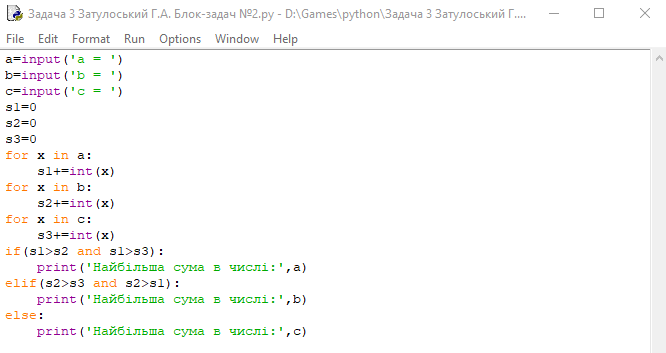 Задача 3 Затулоський Г.А. Блок-задач №2.py - D:\Games\python\Задача 3 Затулоський Г....
File Edit Format Run Options Window Help
a=input('a = ')
b=input('b = ')
c=input('c = ')
s1=0
s2=0
s3=0
for x in a:
    s1+=int(x)
for x in b:
    s2+=int(x)
for x in c:
    s3+=int(x)
if(s1>s2 and s1>s3):
    print('Найбільша сума в числі:',a)
elif(s2>s3 and s2>s1):
    print('Найбільша сума в числі:',b)
else:
    print('Найбільша сума в числі:',c)